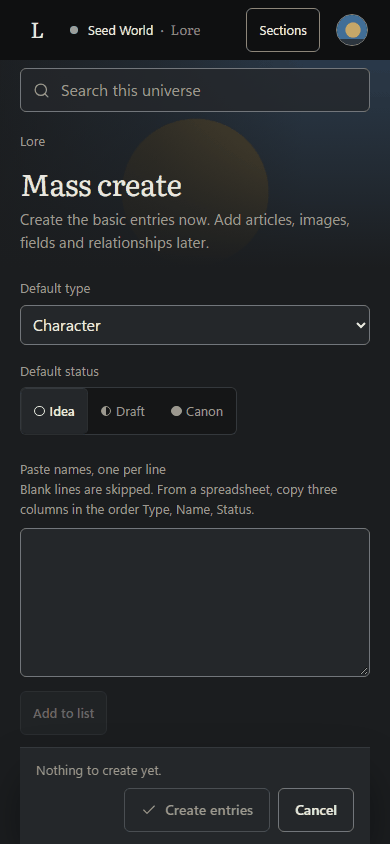 L
Seed World · Lore
Sections
Search this universe
Lore
Mass create
Create the basic entries now. Add articles, images,
fields and relationships later.
Default type
Character
Default status
Idea
Draft
Canon
Paste names, one per line
Blank lines are skipped. From a spreadsheet, copy three
columns in the order Type, Name, Status.
Add to list
Nothing to create yet.
Create entries
Cancel